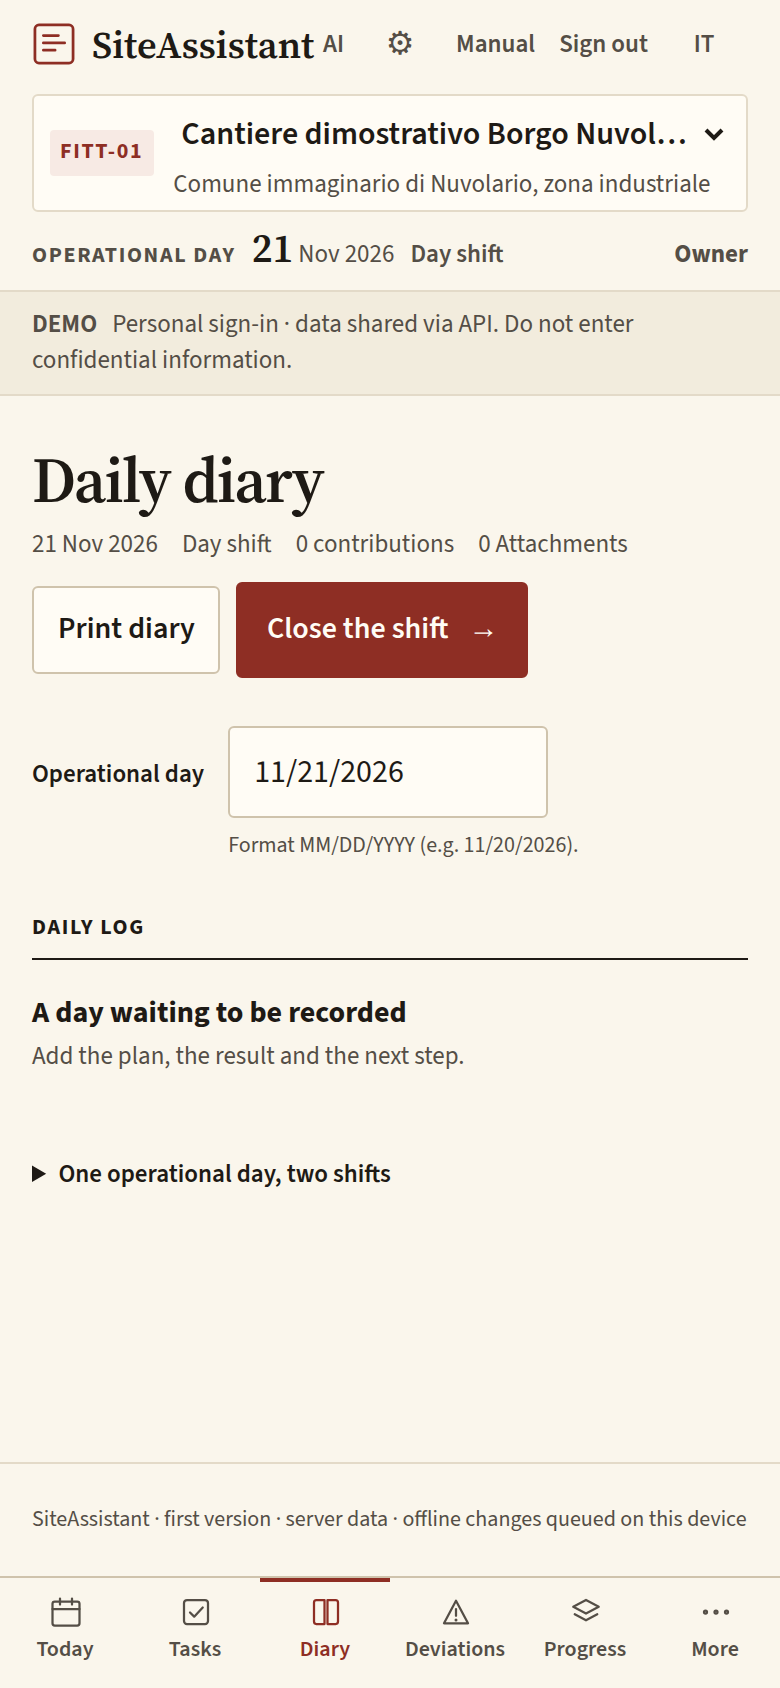 SiteAssistant AI Manual Sign out IT
FITT-01
Cantiere dimostrativo Borgo Nuvol...
Comune immaginario di Nuvolario, zona industriale
OPERATIONAL DAY 21 Nov 2026 Day shift Owner
DEMO Personal sign-in · data shared via API. Do not enter
confidential information.
Daily diary
21 Nov 2026 Day shift 0 contributions 0 Attachments
Print diary
Close the shift →
Operational day
11/21/2026
Format MM/DD/YYYY (e.g. 11/20/2026).
DAILY LOG
A day waiting to be recorded
Add the plan, the result and the next step.
One operational day, two shifts
SiteAssistant · first version · server data · offline changes queued on this device
Today Tasks Diary Deviations Progress More